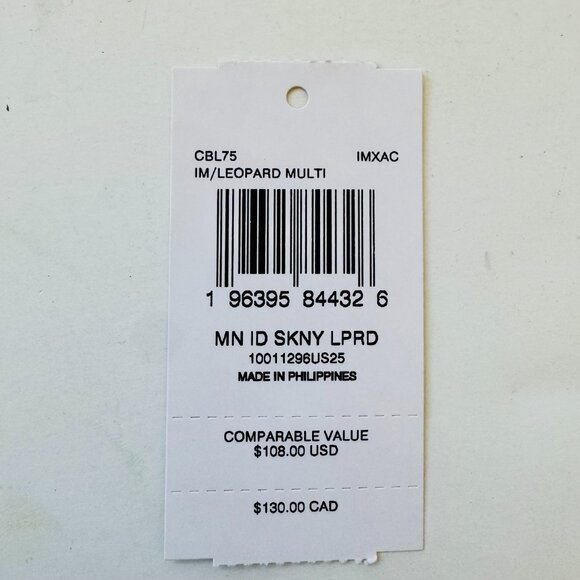 CBL75 IMXAC
IM/LEOPARD MULTI
1 96395 84432 6
MN ID SKNY LPRD
10011296US25
MADE IN PHILIPPINES
COMPARABLE VALUE
$108.00 USD
$130.00 CAD